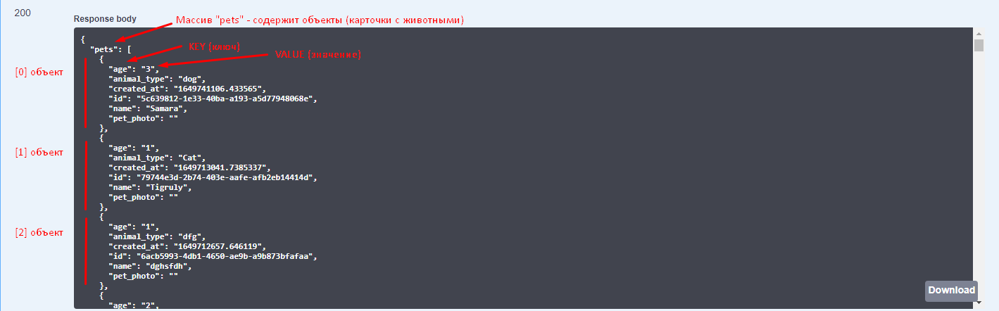 200
Response body
Массив "pets" - содержит объекты (карточки с животными)
{
"pets": [
KEY (ключ)
{
VALUE (значение)
[0] объект
"age": "3",
"animal_type": "dog",
"created_at": "1649741106.433565",
"id": "5c639812-1e33-40ba-a193-a5d77948068e",
"name": "Samara",
"pet_photo": ""
},
{
[1] объект
"age": "1",
"animal_type": "Cat",
"created_at": "1649713041.7385337",
"id": "79744e3d-2b74-403e-aafe-afb2eb14414d",
"name": "Tigruly",
"pet_photo": ""
},
{
[2] объект
"age": "1",
"animal_type": "dfg",
"created_at": "1649712657.646119",
"id": "6acb5993-4db1-4650-ae9b-a9b873bfafaa",
"name": "dghsfdh",
"pet_photo": ""
},
{
"age": "2",
Download